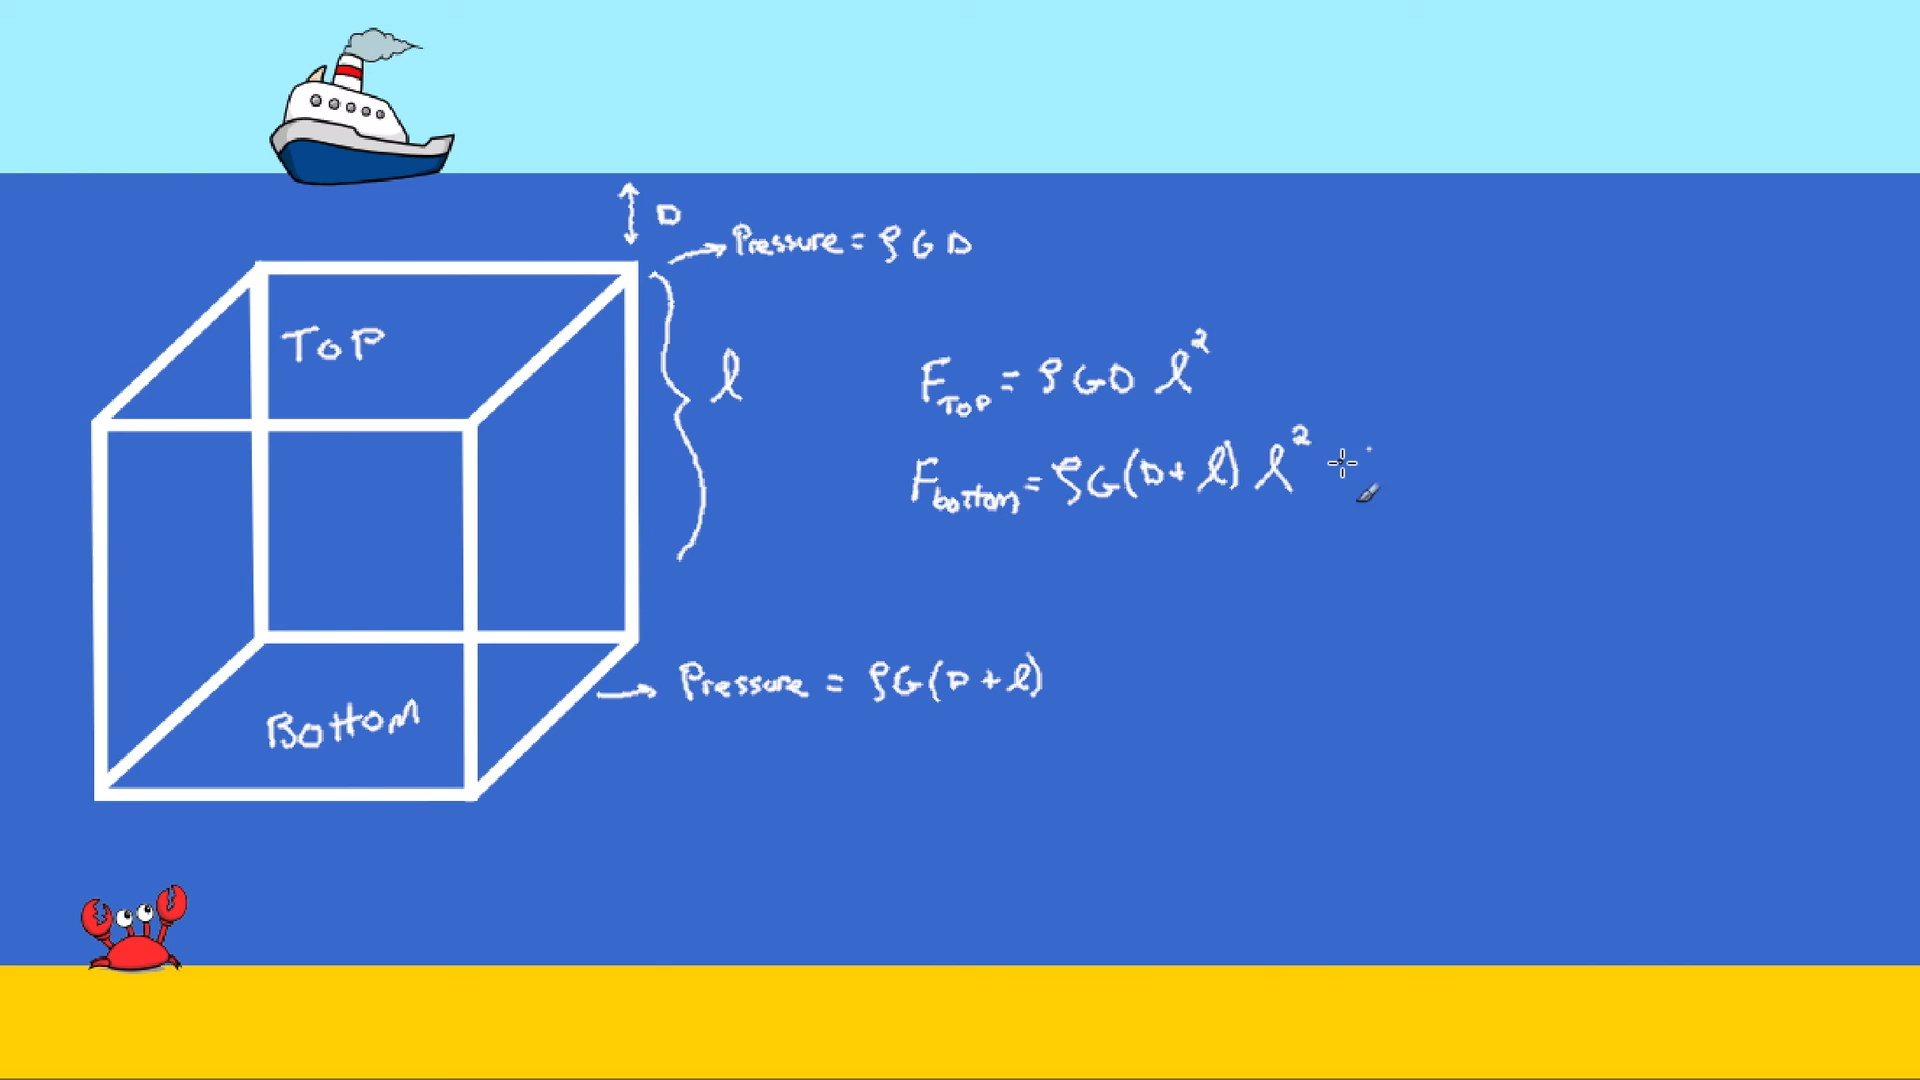 D
Pressure = ρGD
TOP
l
F_TOP = ρGD l²
F_bottom = ρG(D+l) l²
Pressure = ρG(D+l)
BOTTOM